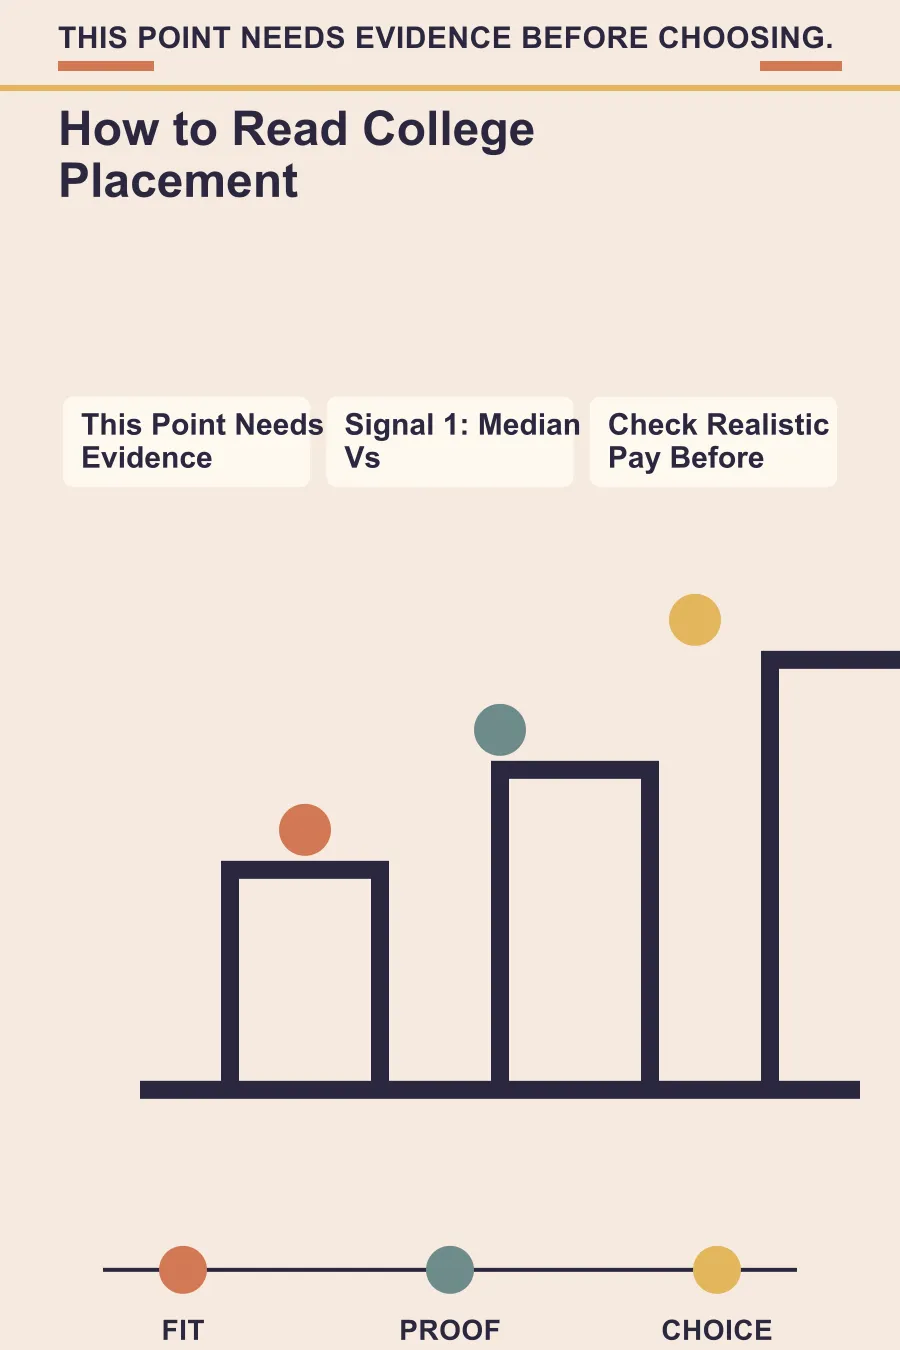 THIS POINT NEEDS EVIDENCE BEFORE CHOOSING.
How to Read College
Placement
This Point Needs
Evidence
Signal 1: Median
Vs
Check Realistic
Pay Before
FIT
PROOF
CHOICE